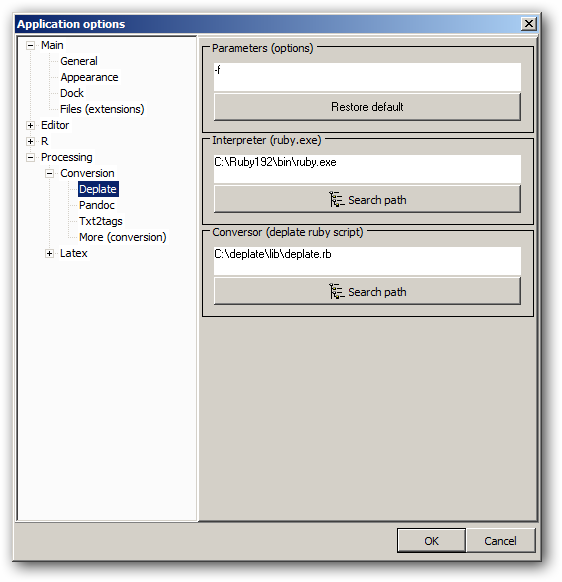 Application options
Main
General
Appearance
Dock
Files (extensions)
Editor
R
Processing
Conversion
Deplate
Pandoc
Txt2tags
More (conversion)
Latex
Parameters (options)
-f
Restore default
Interpreter (ruby.exe)
C:\Ruby192\bin\ruby.exe
Search path
Conversor (deplate ruby script)
C:\deplate\lib\deplate.rb
Search path
OK
Cancel